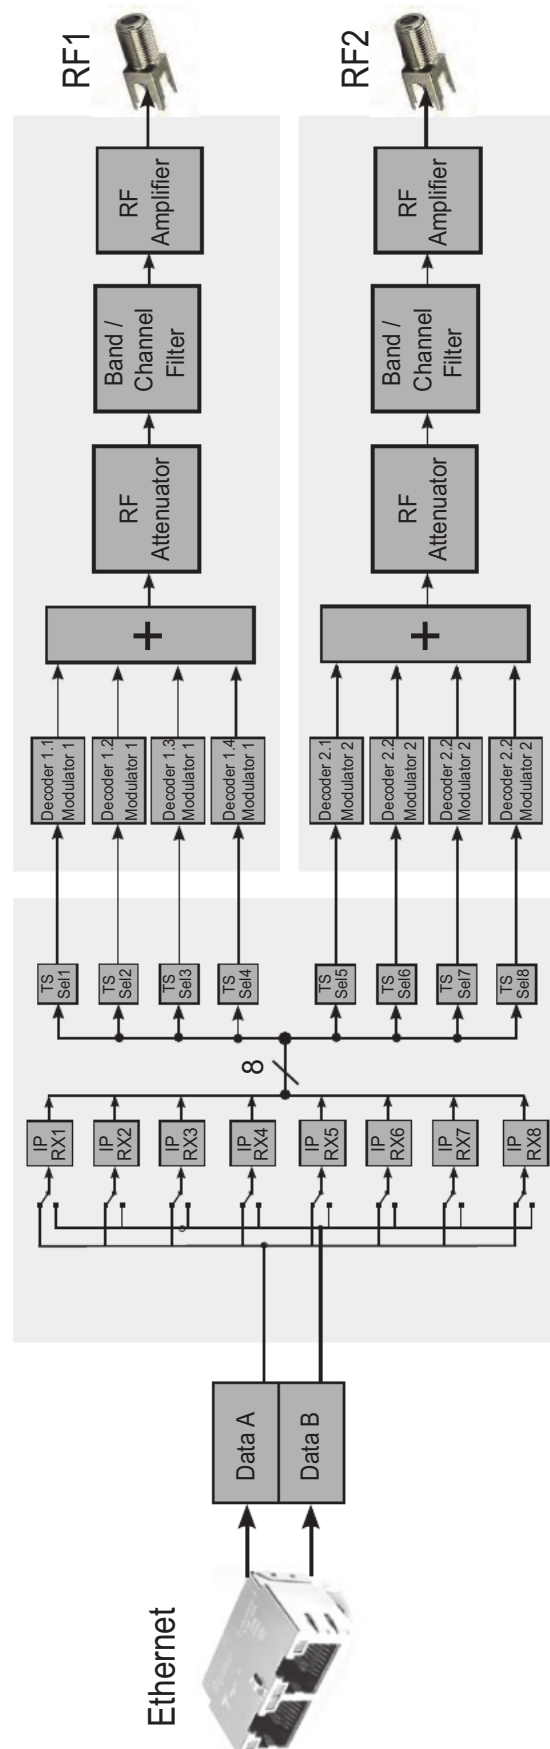 Ethernet
Data A
Data B
IP
RX1
IP
RX2
IP
RX3
IP
RX4
IP
RX5
IP
RX6
IP
RX7
IP
RX8
8
TS
Sel1
TS
Sel2
TS
Sel3
TS
Sel4
TS
Sel5
TS
Sel6
TS
Sel7
TS
Sel8
Decoder 1.1
Modulator 1
Decoder 1.2
Modulator 1
Decoder 1.3
Modulator 1
Decoder 1.4
Modulator 1
Decoder 2.1
Modulator 2
Decoder 2.2
Modulator 2
Decoder 2.2
Modulator 2
Decoder 2.2
Modulator 2
+
+
RF
Attenuator
Band /
Channel
Filter
RF
Amplifier
RF1
RF
Attenuator
Band /
Channel
Filter
RF
Amplifier
RF2